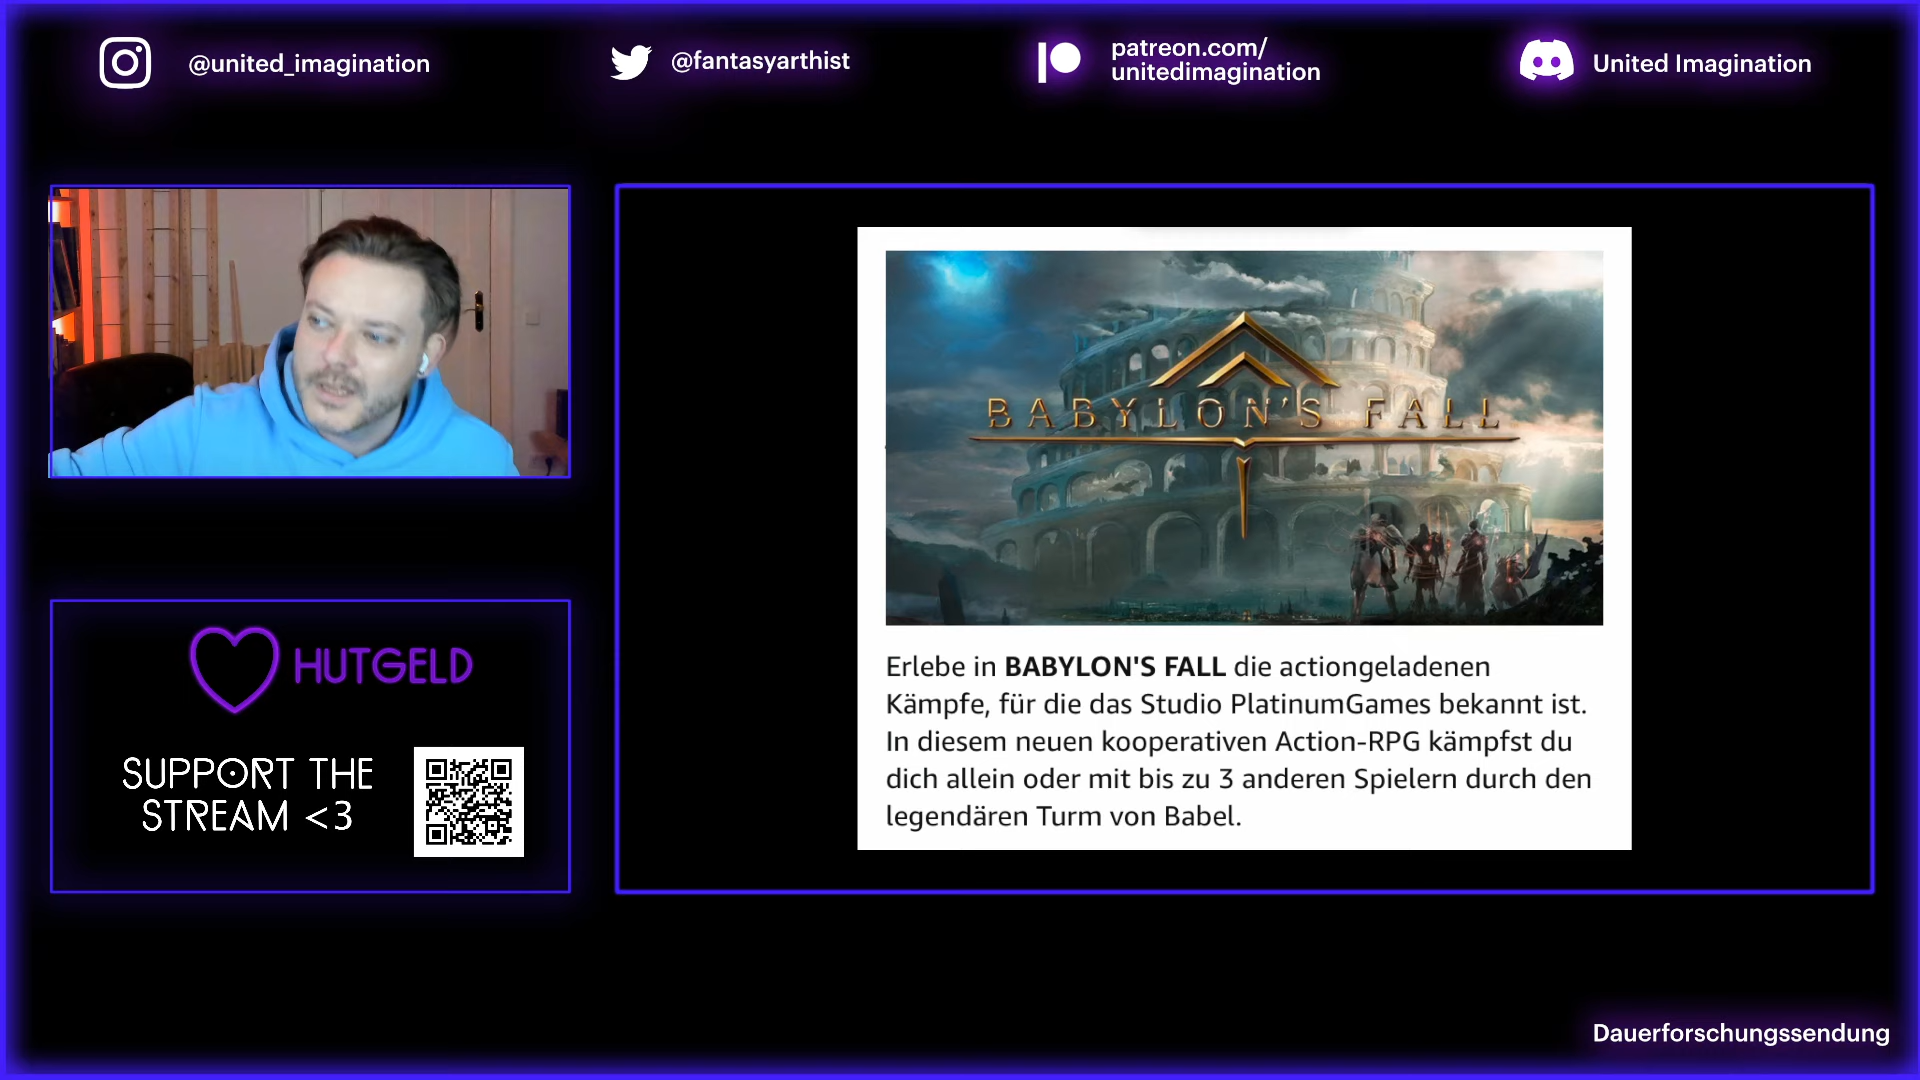 @united_imagination
@fantasyarthist
patreon.com/
unitedimagination
United Imagination
BABYLON'S FALL
Erlebe in BABYLON'S FALL die actiongeladenen
Kämpfe, für die das Studio PlatinumGames bekannt ist.
In diesem neuen kooperativen Action-RPG kämpfst du
dich allein oder mit bis zu 3 anderen Spielern durch den
legendären Turm von Babel.
HUTGELD
SUPPORT THE
STREAM <3
Dauerforschungssendung